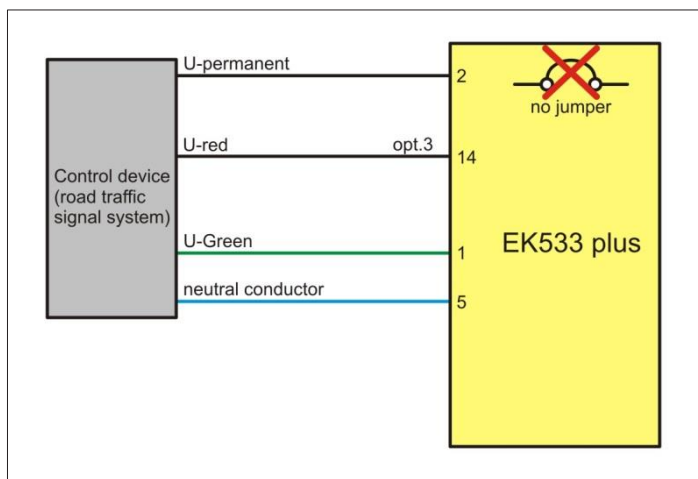 U-permanent
2
no jumper
U-red
opt.3
14
Control device
(road traffic
signal system)
U-Green
1
EK533 plus
neutral conductor
5